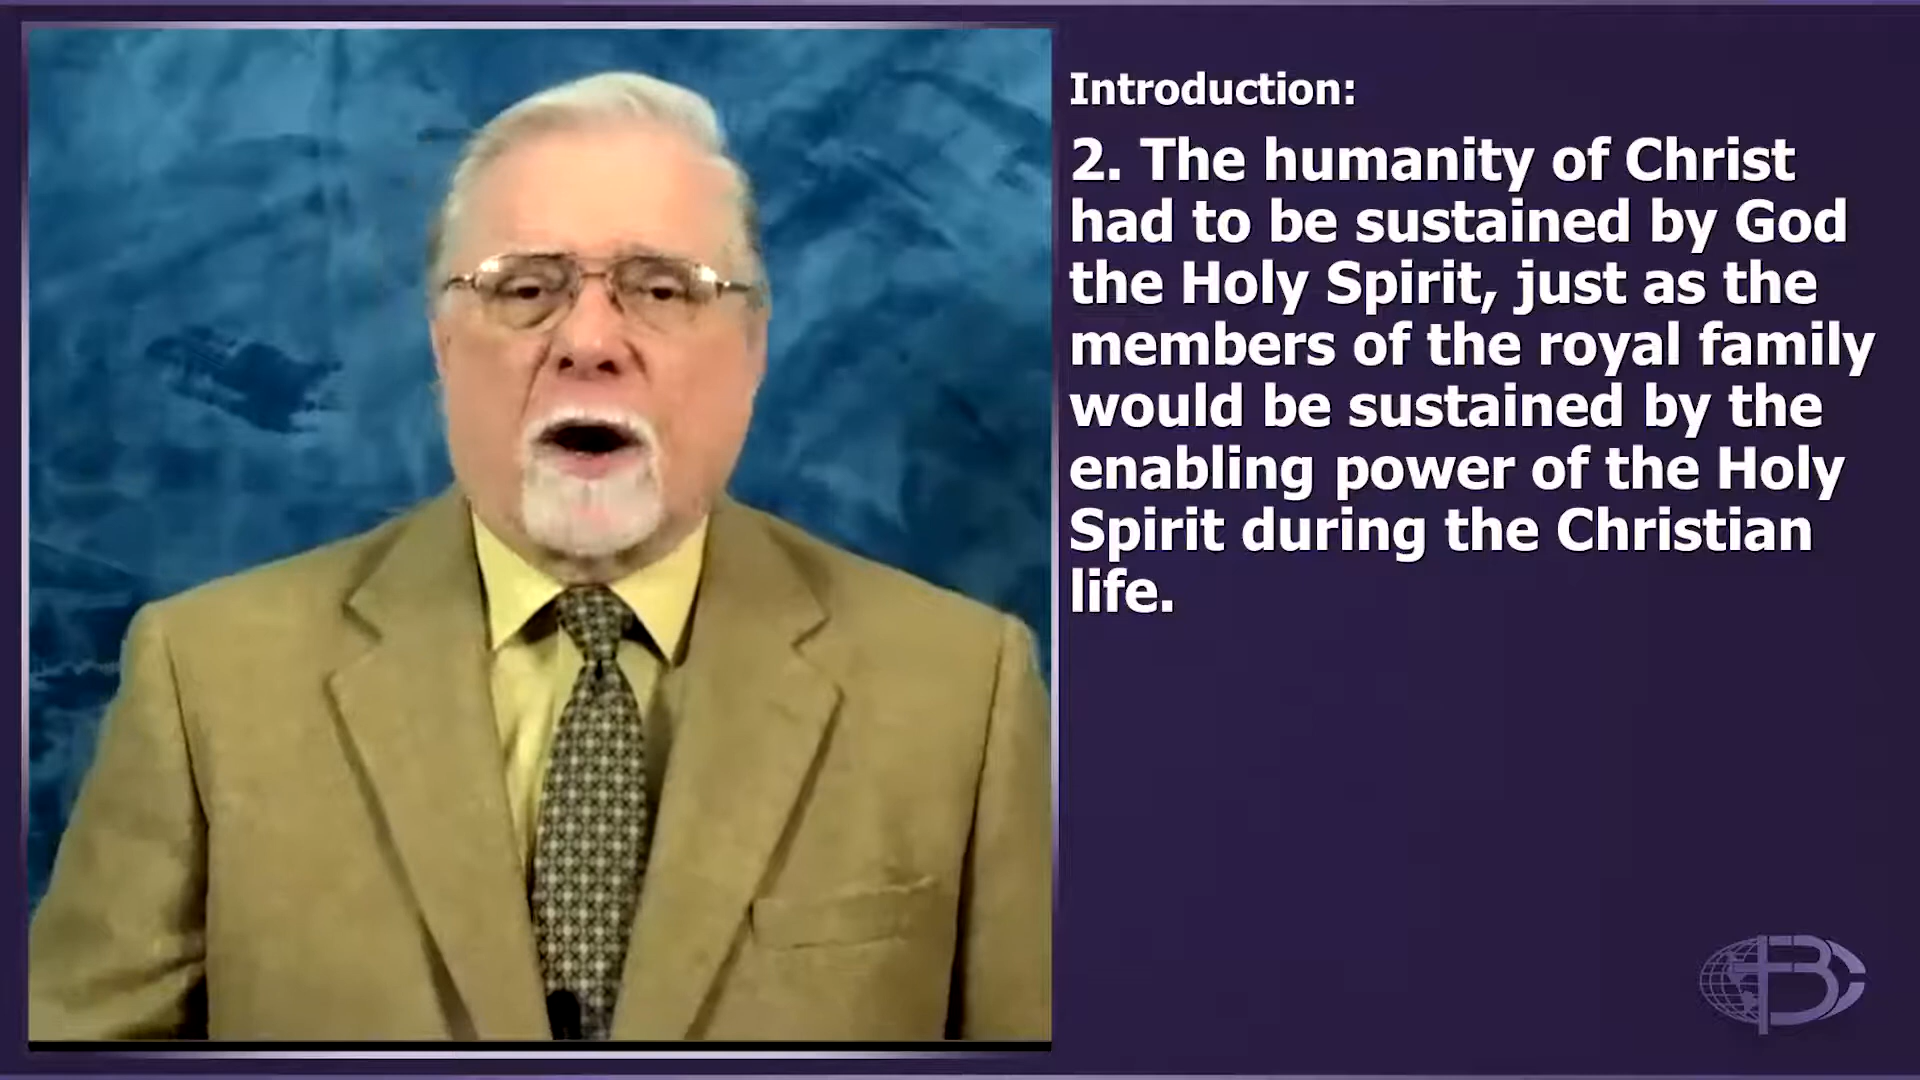 Introduction:
2. The humanity of Christ
had to be sustained by God
the Holy Spirit, just as the
members of the royal family
would be sustained by the
enabling power of the Holy
Spirit during the Christian
life.
BC